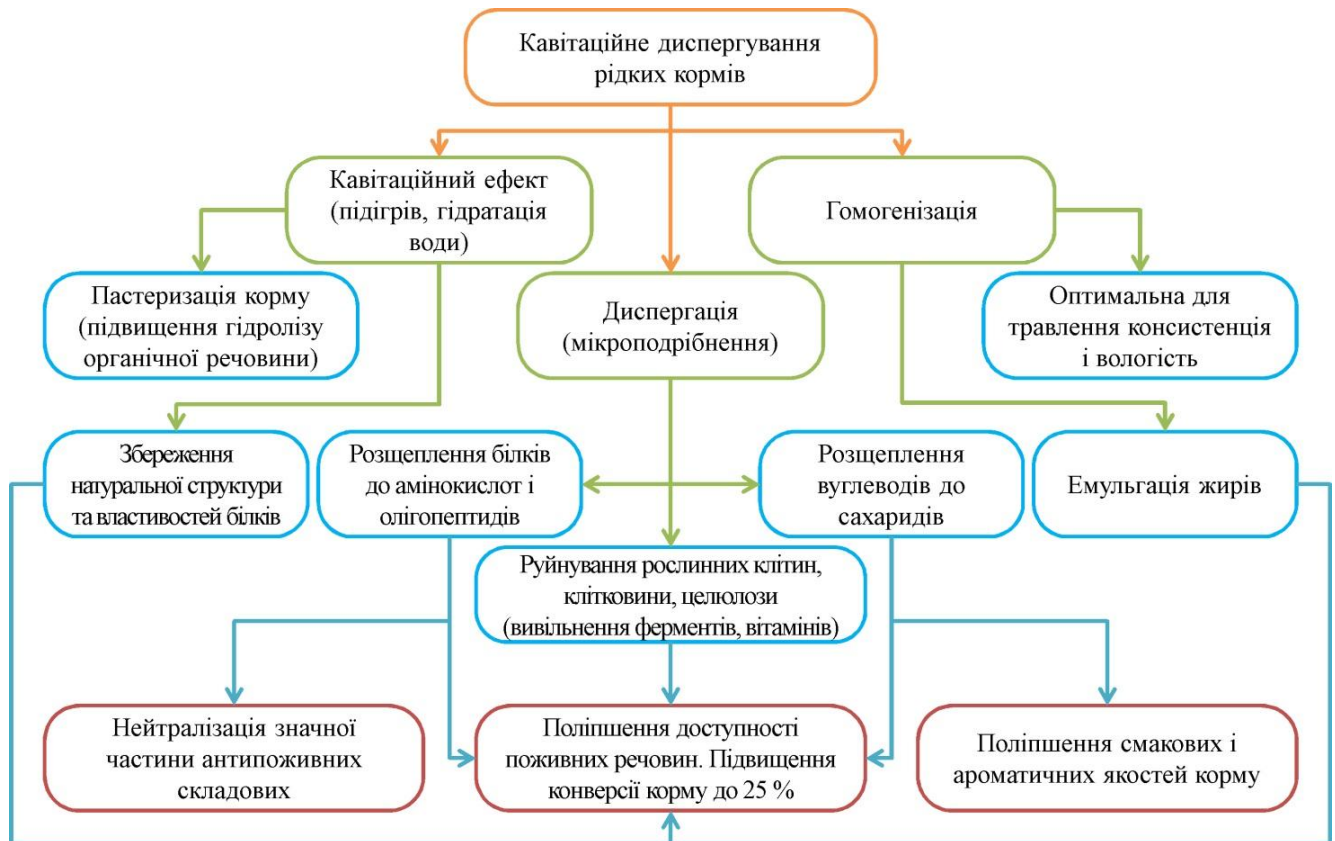 Кавітаційне диспергування
рідких кормів
Кавітаційний ефект
(підігрів, гідратація
води)
Гомогенізація
Пастеризація корму
(підвищення гідролізу
органічної речовини)
Диспергація
(мікроподрібнення)
Оптимальна для
травлення консистенція
і вологість
Збереження
натуральної структури
та властивостей білків
Розщеплення білків
до амінокислот і
олігопептидів
Розщеплення
вуглеводів до
сахаридів
Емульгація жирів
Руйнування рослинних клітин,
клітковини, целюлози
(вивільнення ферментів, вітамінів)
Нейтралізація значної
частини антипоживних
складових
Поліпшення доступності
поживних речовин. Підвищення
конверсії корму до 25 %
Поліпшення смакових і
ароматичних якостей корму